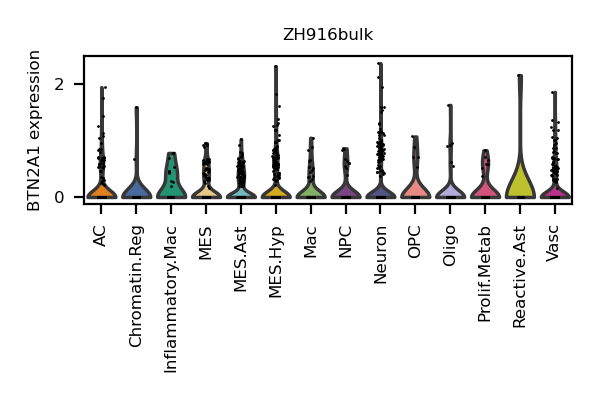 ZH916bulk
BTN2A1 expression
2
0
AC
Chromatin.Reg
Inflammatory.Mac
MES
MES.Ast
MES.Hyp
Mac
NPC
Neuron
OPC
Oligo
Prolif.Metab
Reactive.Ast
Vasc